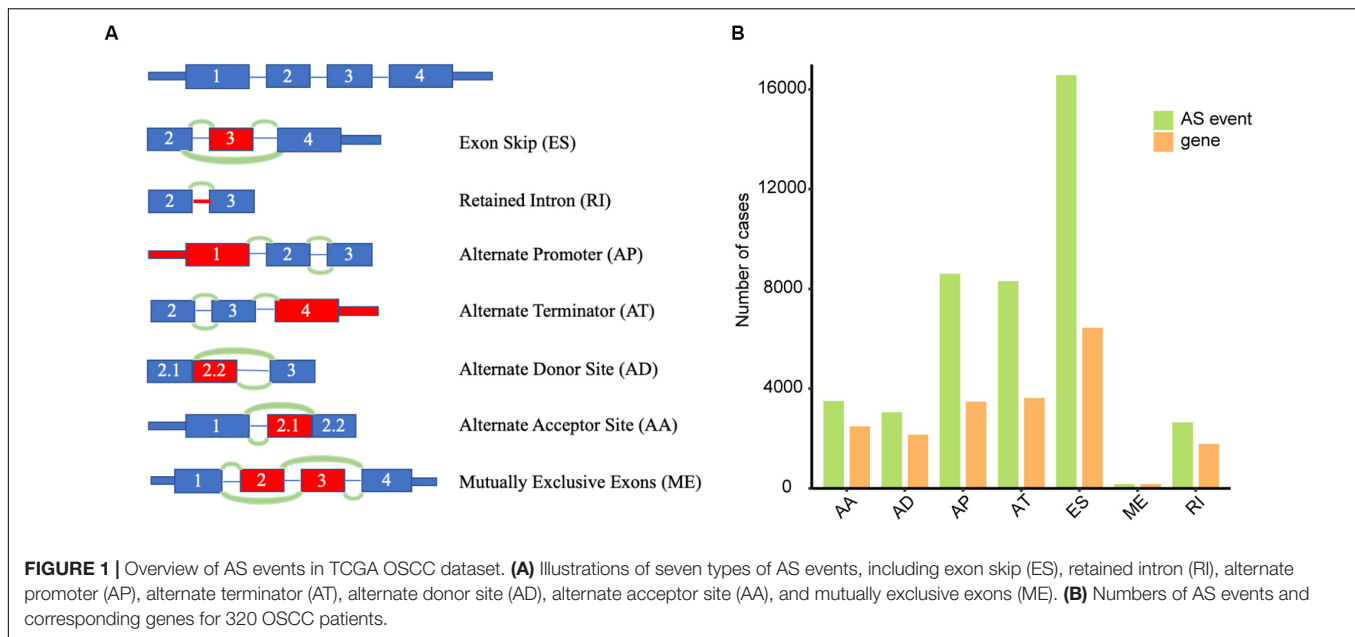 A
1 2 3 4
2 3 4 Exon Skip (ES)
2 3 Retained Intron (RI)
1 2 3 Alternate Promoter (AP)
2 3 4 Alternate Terminator (AT)
2.1 2.2 3 Alternate Donor Site (AD)
1 2.1 2.2 Alternate Acceptor Site (AA)
1 2 3 4 Mutually Exclusive Exons (ME)
B
Number of cases
16000
12000
8000
4000
0
AS event
gene
AA AD AP AT ES ME RI
FIGURE 1 | Overview of AS events in TCGA OSCC dataset. (A) Illustrations of seven types of AS events, including exon skip (ES), retained intron (RI), alternate
promoter (AP), alternate terminator (AT), alternate donor site (AD), alternate acceptor site (AA), and mutually exclusive exons (ME). (B) Numbers of AS events and
corresponding genes for 320 OSCC patients.